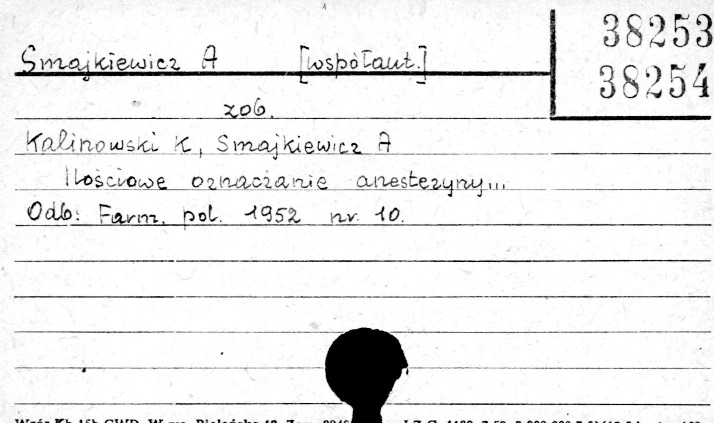 38253
Smajkiewicz A [współaut.]
38254
zob.
Kalinowski K, Smajkiewicz A
Ilościowe oznaczanie anestezyny...
Odb: Farm. pol. 1952 nr 10.